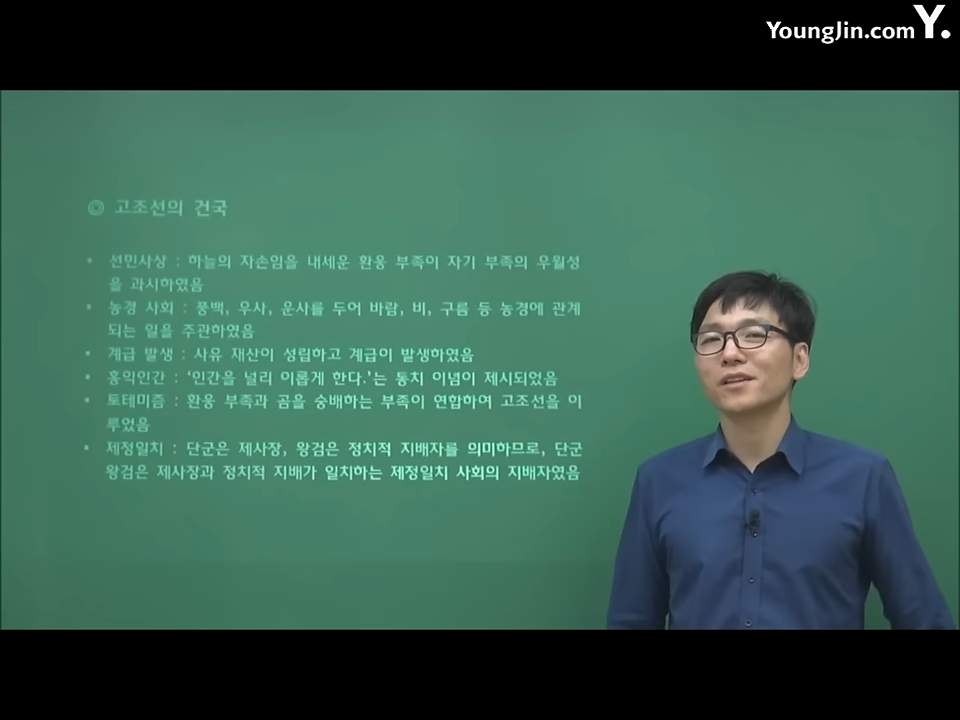 YoungJin.com Y.
◎ 고조선의 건국
• 선민사상 : 하늘의 자손임을 내세운 환웅 부족이 자기 부족의 우월성
을 과시하였음
• 농경 사회 : 풍백, 우사, 운사를 두어 바람, 비, 구름 등 농경에 관계
되는 일을 주관하였음
• 계급 발생 : 사유 재산이 성립하고 계급이 발생하였음
• 홍익인간 : ‘인간을 널리 이롭게 한다.’는 통치 이념이 제시되었음
• 토테미즘 : 환웅 부족과 곰을 숭배하는 부족이 연합하여 고조선을 이
루었음
• 제정일치 : 단군은 제사장, 왕검은 정치적 지배자를 의미하므로, 단군
왕검은 제사장과 정치적 지배가 일치하는 제정일치 사회의 지배자였음